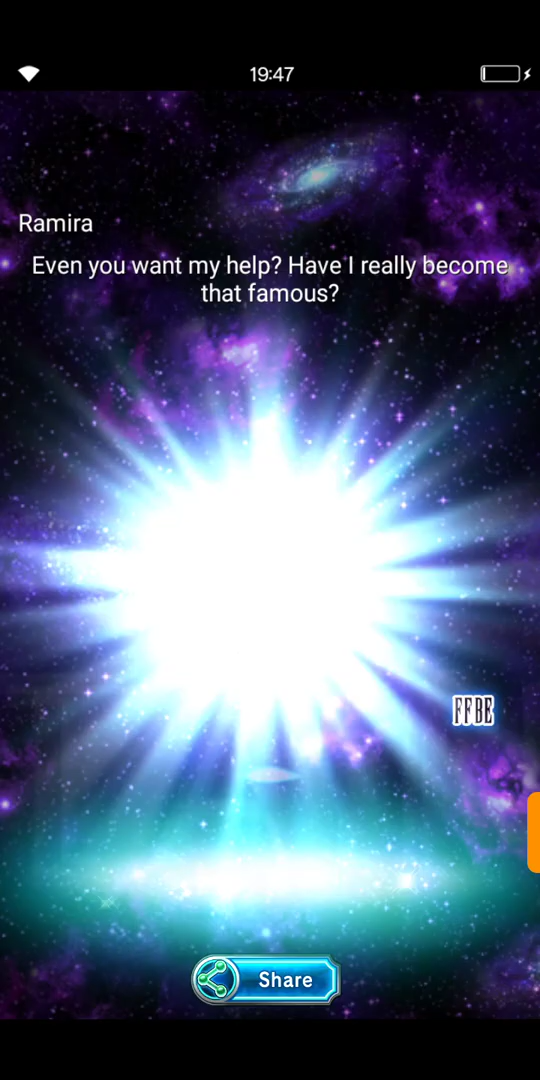 19:47
Ramira
Even you want my help? Have I really become
that famous?
FFBE
Share